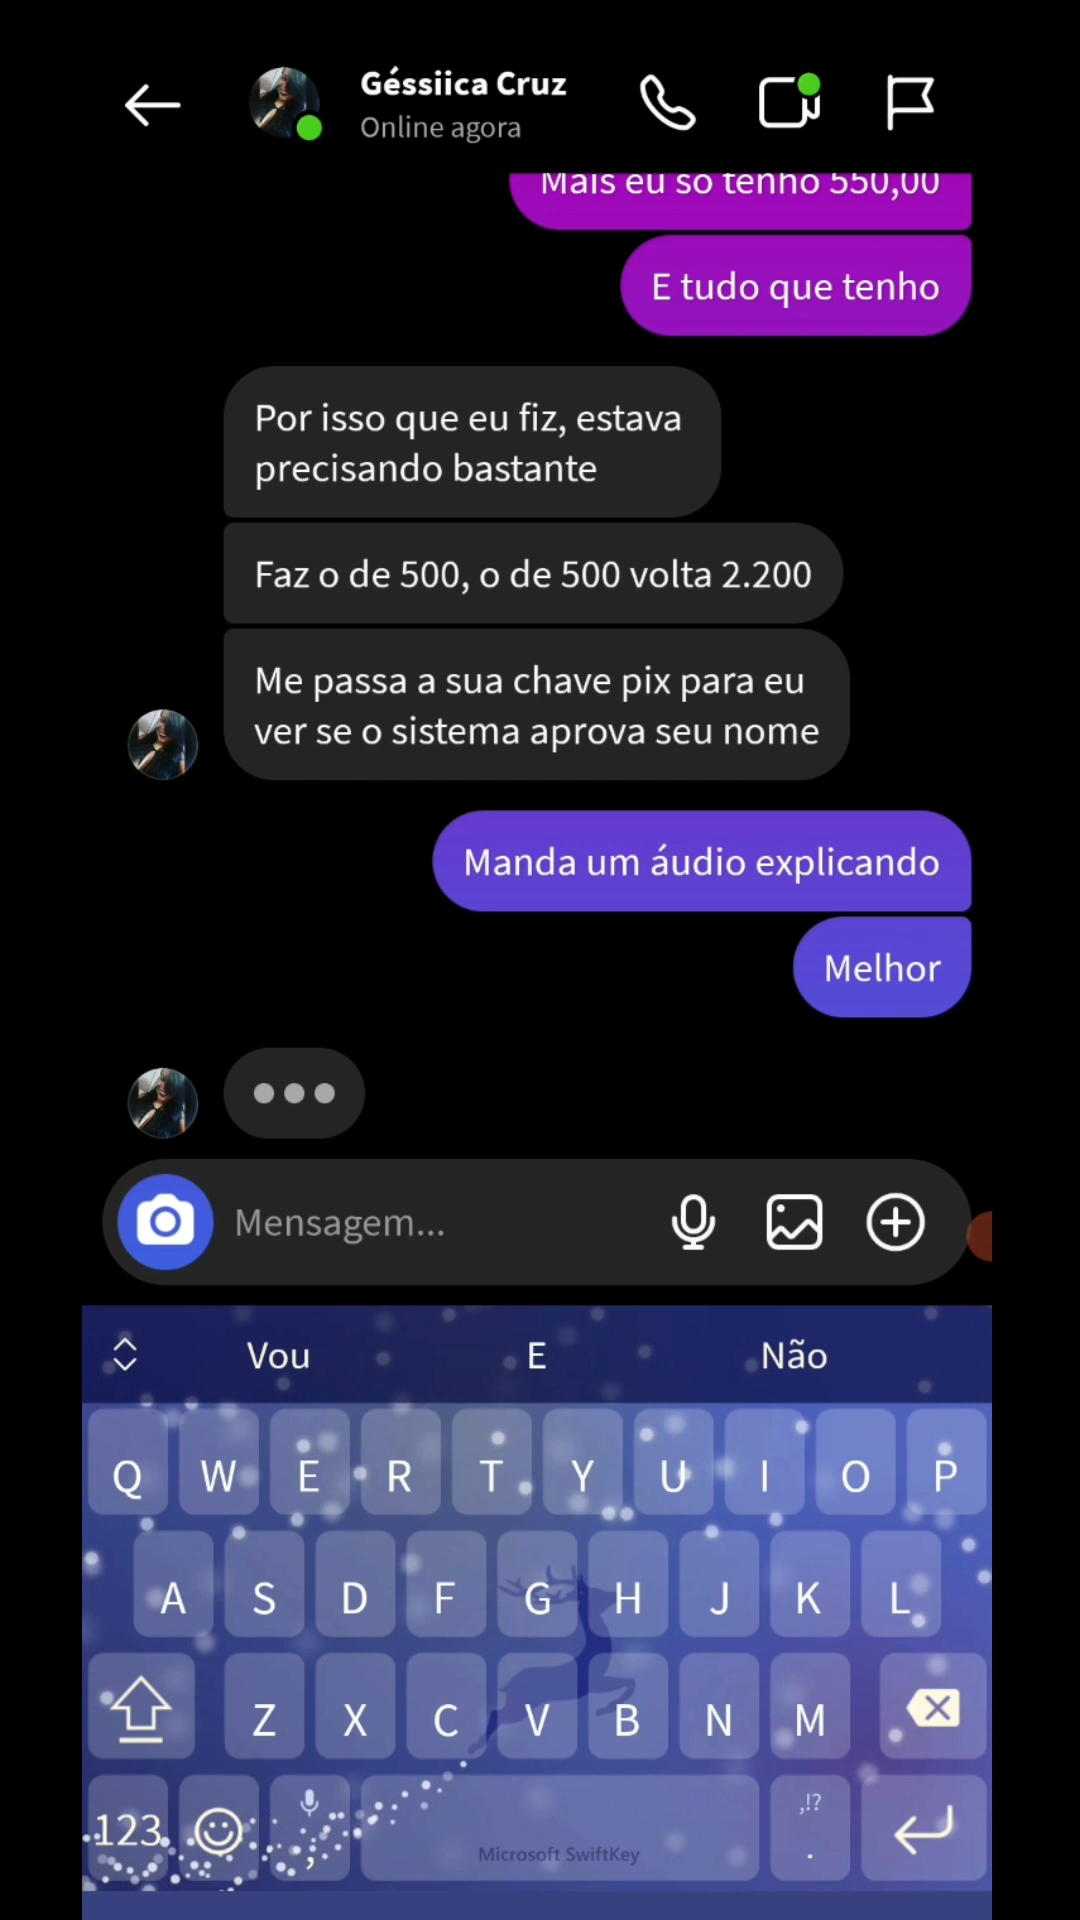 Géssiica Cruz
Online agora
Mais eu so tenho 550,00
E tudo que tenho
Por isso que eu fiz, estava
precisando bastante
Faz o de 500, o de 500 volta 2.200
Me passa a sua chave pix para eu
ver se o sistema aprova seu nome
Manda um áudio explicando
Melhor
Mensagem...
Vou E Não
Q W E R T Y U I O P
A S D F G H J K L
Z X C V B N M
,!?
123 , Microsoft SwiftKey .